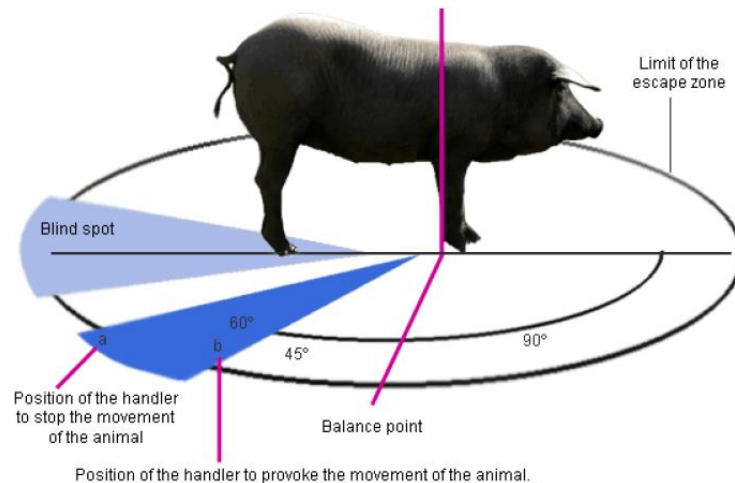 Limit of the
escape zone
Blind spot
60°
a
b
45°
90°
Position of the handler
to stop the movement
of the animal
Balance point
Position of the handler to provoke the movement of the animal.